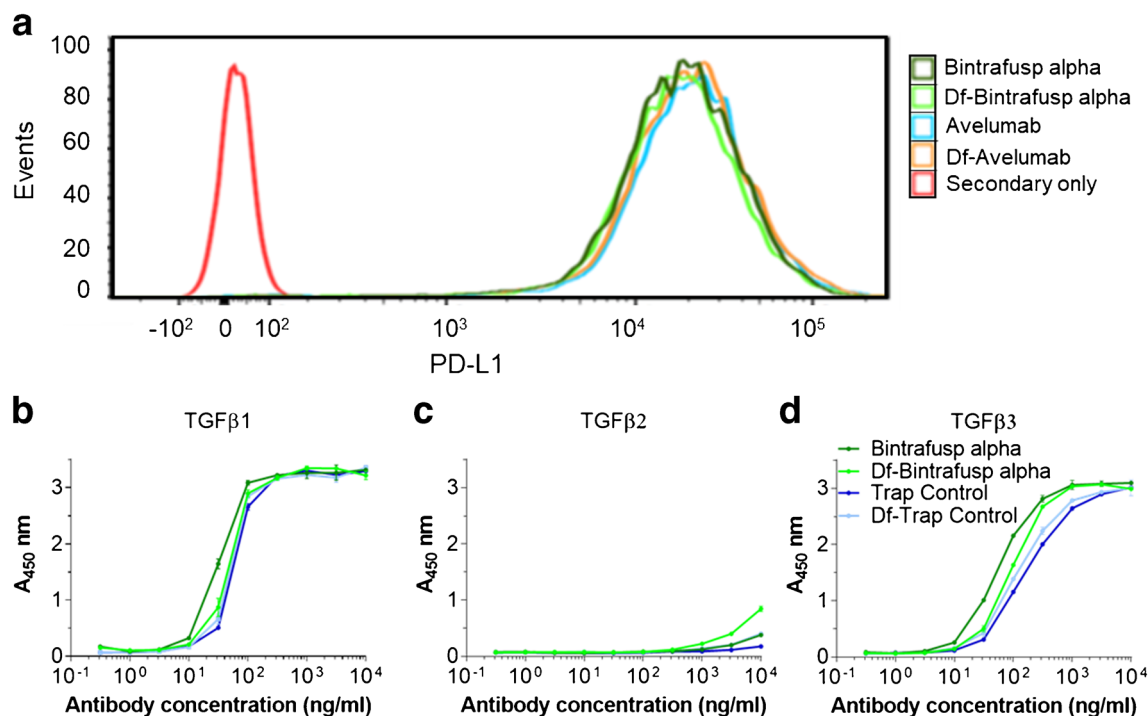 a
100
80
60
40
20
0
Events
-10² 0 10² 10³ 10⁴ 10⁵
PD-L1
Bintrafusp alpha
Df-Bintrafusp alpha
Avelumab
Df-Avelumab
Secondary only
b
TGFβ1
3
2
1
0
A₄₅₀ nm
10⁻¹ 10⁰ 10¹ 10² 10³ 10⁴
Antibody concentration (ng/ml)
c
TGFβ2
3
2
1
0
A₄₅₀ nm
10⁻¹ 10⁰ 10¹ 10² 10³ 10⁴
Antibody concentration (ng/ml)
d
TGFβ3
Bintrafusp alpha
Df-Bintrafusp alpha
Trap Control
Df-Trap Control
3
2
1
0
A₄₅₀ nm
10⁻¹ 10⁰ 10¹ 10² 10³ 10⁴
Antibody concentration (ng/ml)